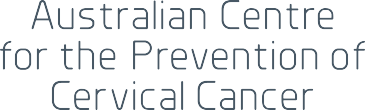 Australian Centre
for the Prevention of
Cervical Cancer